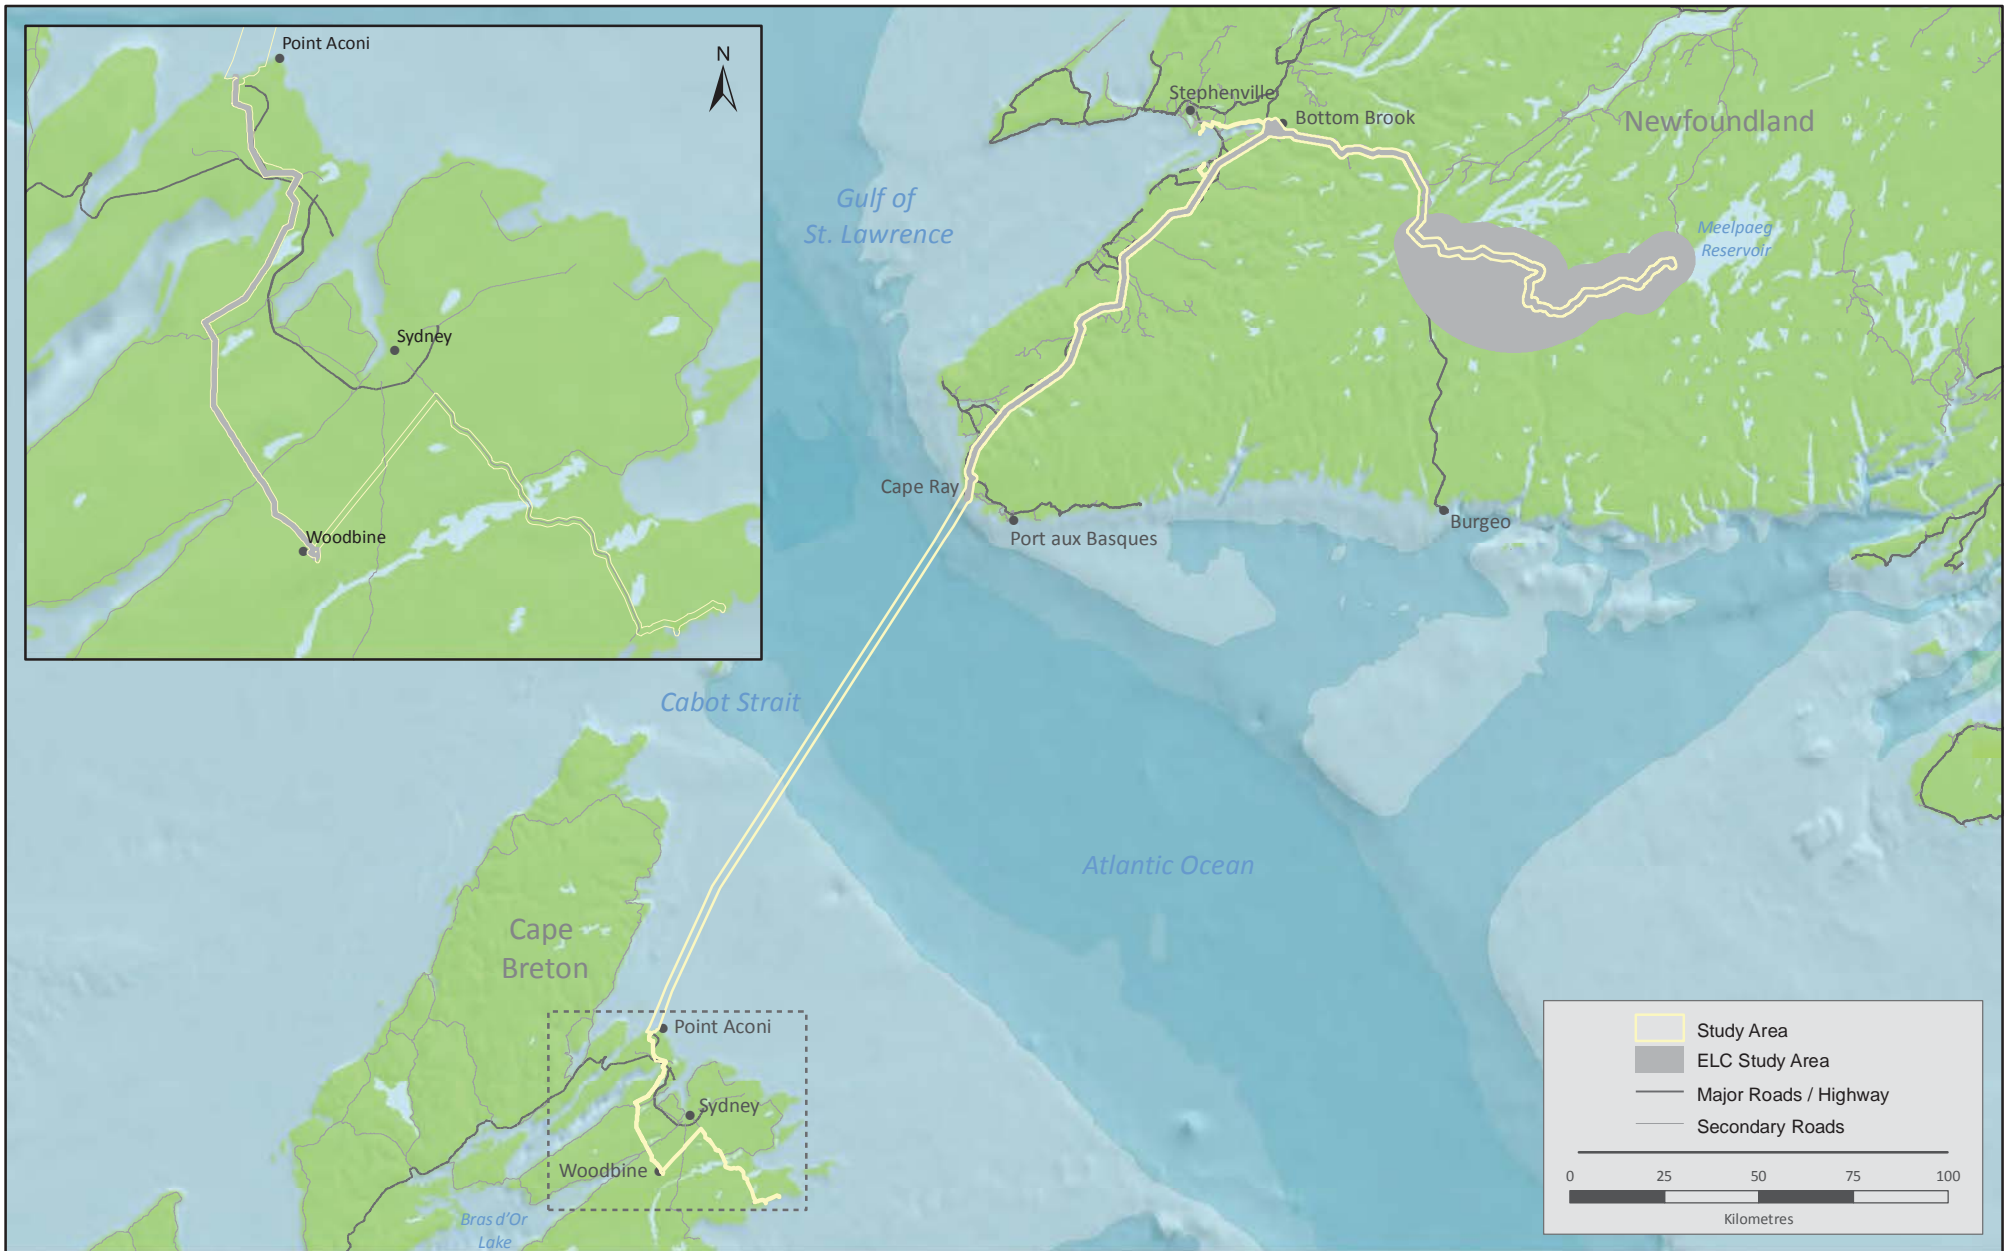 Point Aconi
N
Sydney
Woodbine
Stephenville
Bottom Brook
Newfoundland
Gulf of
St. Lawrence
Meelpaeg
Reservoir
Cape Ray
Port aux Basques
Burgeo
Cabot Strait
Atlantic Ocean
Cape
Breton
Point Aconi
Sydney
Woodbine
Bras d'Or
Lake
Study Area
ELC Study Area
Major Roads / Highway
Secondary Roads
0 25 50 75 100
Kilometres